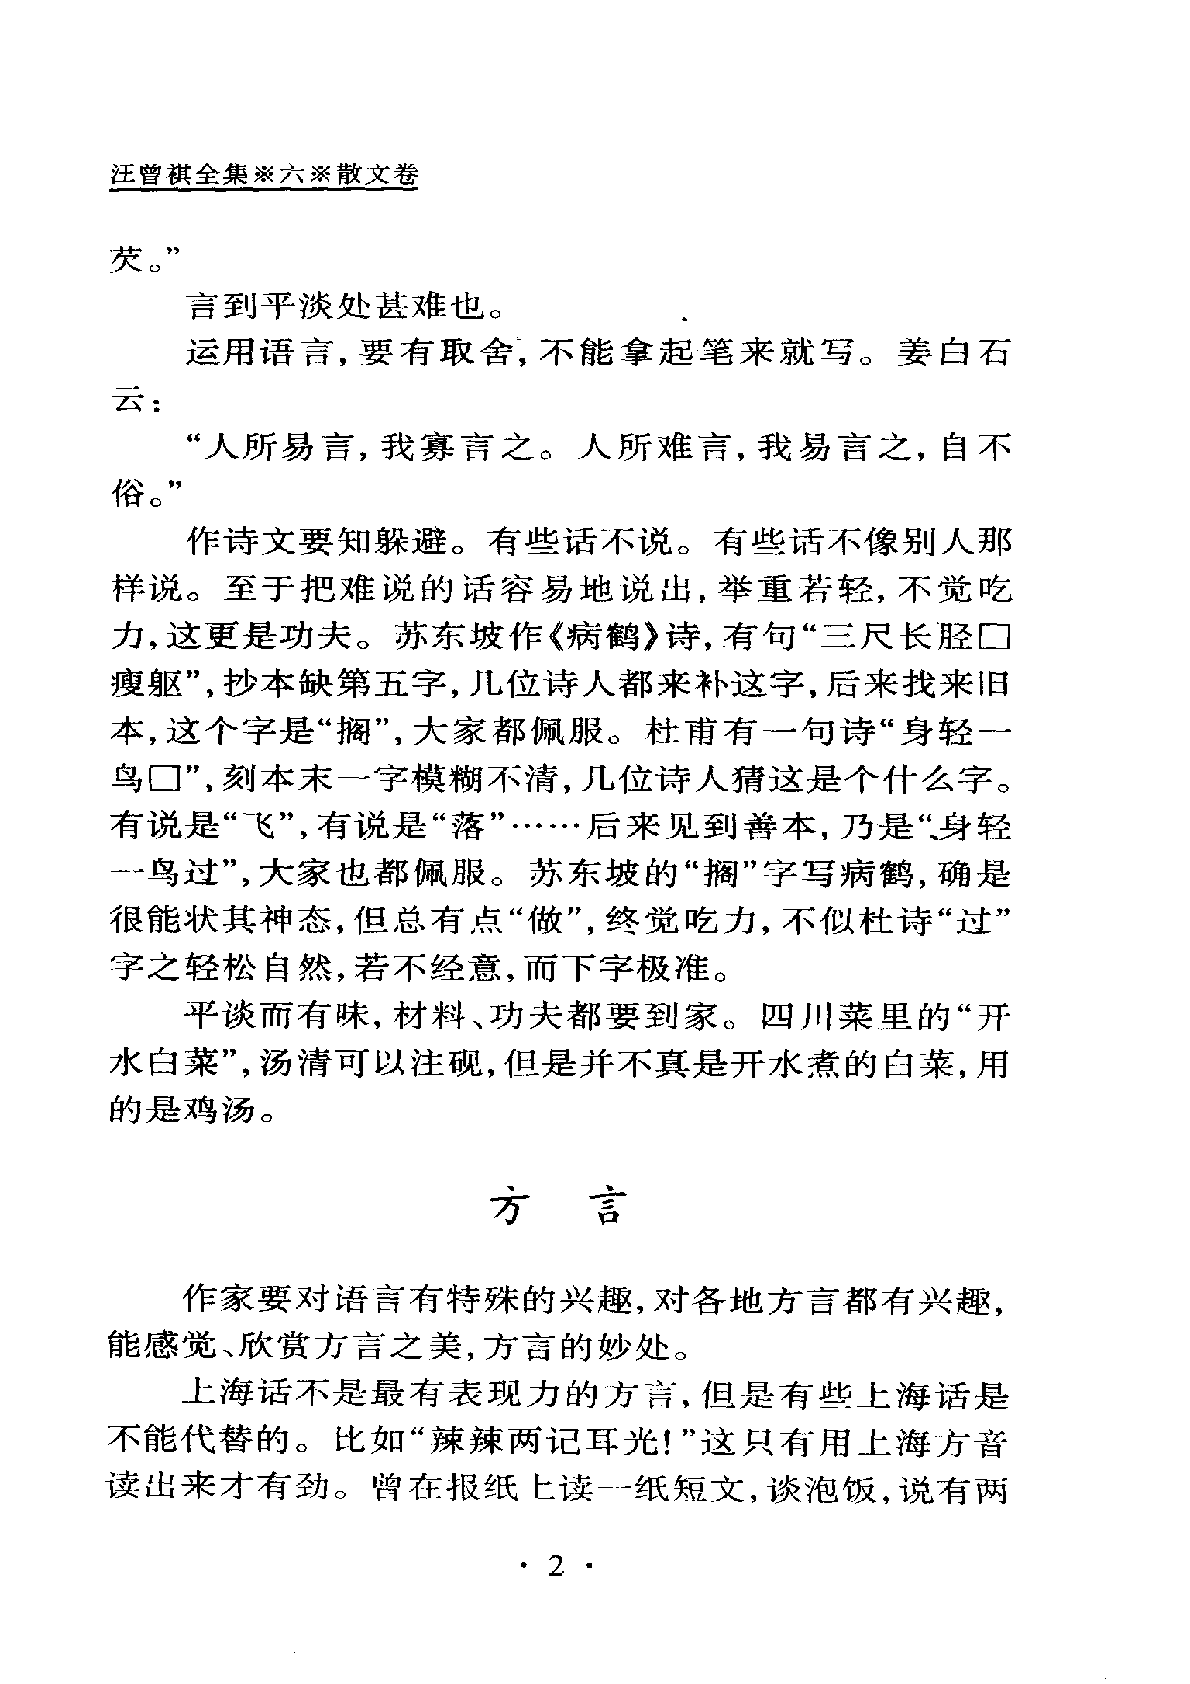 汪曾祺全集※六※散文卷
芡。”
言到平淡处甚难也。
运用语言,要有取舍,不能拿起笔来就写。姜白石
云:
“人所易言,我寡言之。人所难言,我易言之,自不
俗。”
作诗文要知躲避。有些话不说。有些话不像别人那
样说。至于把难说的话容易地说出,举重若轻,不觉吃
力,这更是功夫。苏东坡作《病鹤》诗,有句“三尺长胫□
瘦躯”,抄本缺第五字,几位诗人都来补这字,后来找来旧
本,这个字是“搁”,大家都佩服。杜甫有一句诗“身轻一
鸟□”,刻本末一字模糊不清,几位诗人猜这是个什么字。
有说是“飞”,有说是“落”……后来见到善本,乃是“身轻
一鸟过”,大家也都佩服。苏东坡的“搁”字写病鹤,确是
很能状其神态,但总有点“做”,终觉吃力,不似杜诗“过”
字之轻松自然,若不经意,而下字极准。
平谈而有味,材料、功夫都要到家。四川菜里的“开
水白菜”,汤清可以注砚,但是并不真是开水煮的白菜,用
的是鸡汤。
方 言
作家要对语言有特殊的兴趣,对各地方言都有兴趣,
能感觉、欣赏方言之美,方言的妙处。
上海话不是最有表现力的方言,但是有些上海话是
不能代替的。比如“辣辣两记耳光!”这只有用上海方音
读出来才有劲。曾在报纸上读一纸短文,谈泡饭,说有两
· 2 ·